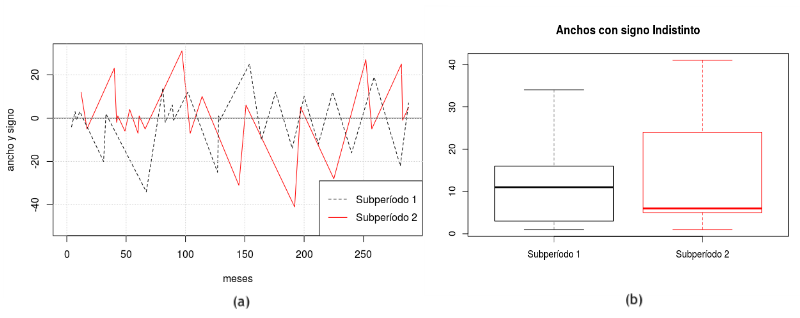 Anchos con signo Indistinto
ancho y signo
20
0
-20
-40
0
50
100
150
200
250
meses
Subperíodo 1
Subperíodo 2
(a)
40
30
20
10
0
Subperíodo 1
Subperíodo 2
(b)